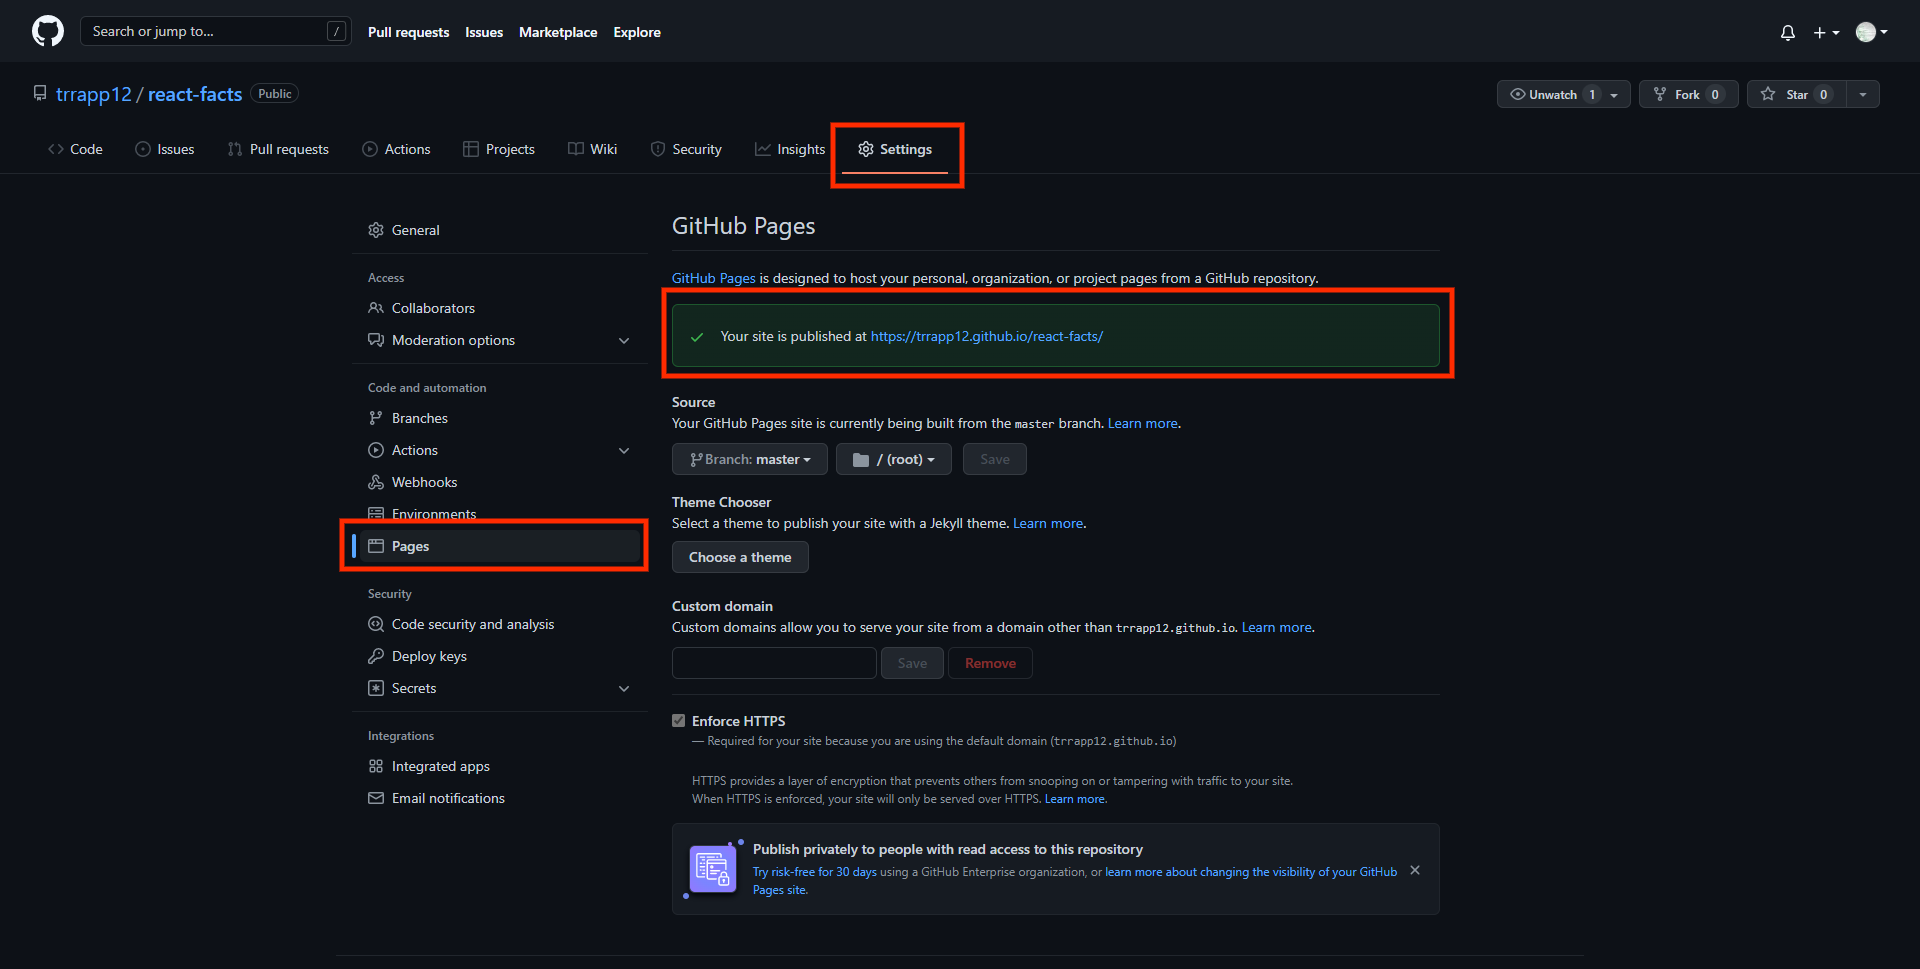 Search or jump to... /
Pull requests Issues Marketplace Explore
trrapp12 / react-facts Public
Unwatch 1 Fork 0 Star 0
Code Issues Pull requests Actions Projects Wiki Security Insights Settings
General
Access
Collaborators
Moderation options
Code and automation
Branches
Actions
Webhooks
Environments
Pages
Security
Code security and analysis
Deploy keys
Secrets
Integrations
Integrated apps
Email notifications
GitHub Pages
GitHub Pages is designed to host your personal, organization, or project pages from a GitHub repository.
Your site is published at https://trrapp12.github.io/react-facts/
Source
Your GitHub Pages site is currently being built from the master branch. Learn more.
Branch: master / (root) Save
Theme Chooser
Select a theme to publish your site with a Jekyll theme. Learn more.
Choose a theme
Custom domain
Custom domains allow you to serve your site from a domain other than trrapp12.github.io. Learn more.
Save Remove
Enforce HTTPS
— Required for your site because you are using the default domain (trrapp12.github.io)
HTTPS provides a layer of encryption that prevents others from snooping on or tampering with traffic to your site.
When HTTPS is enforced, your site will only be served over HTTPS. Learn more.
Publish privately to people with read access to this repository
Try risk-free for 30 days using a GitHub Enterprise organization, or learn more about changing the visibility of your GitHub
Pages site.